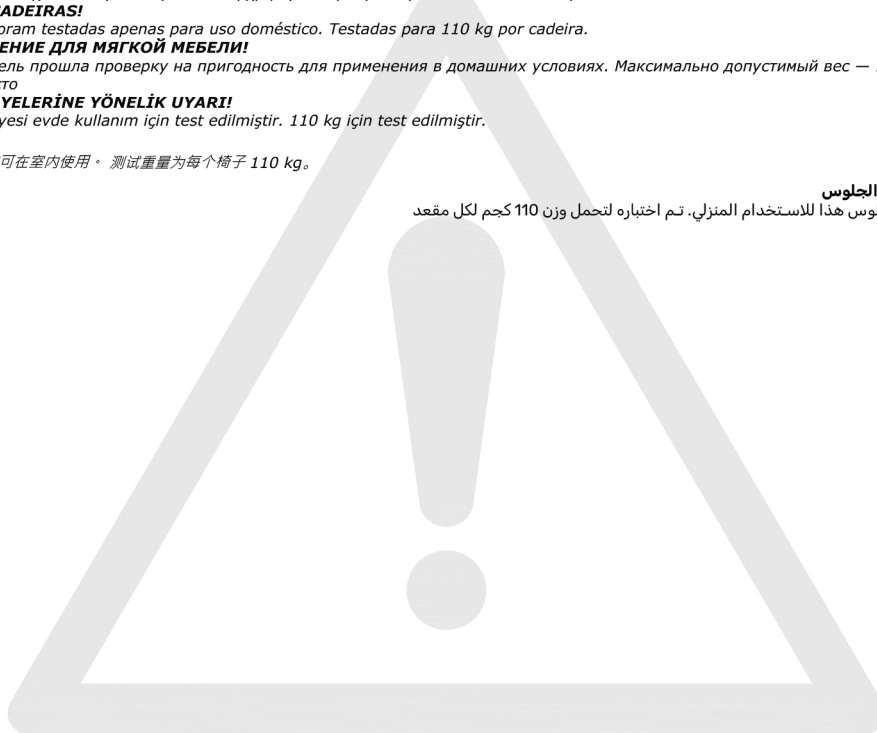 ADEIRAS!
oram testadas apenas para uso doméstico. Testadas para 110 kg por cadeira.
ЕНИЕ ДЛЯ МЯГКОЙ МЕБЕЛИ!
ель прошла проверку на пригодность для применения в домашних условиях. Максимально допустимый вес —
сто
YELERİNE YÖNELİK UYARI!
yesi evde kullanım için test edilmiştir. 110 kg için test edilmiştir.
可在室内使用。 测试重量为每个椅子 110 kg。
الجلوس
لوس هذا للاستخدام المنزلي. تم اختباره لتحمل وزن 110 كجم لكل مقعد